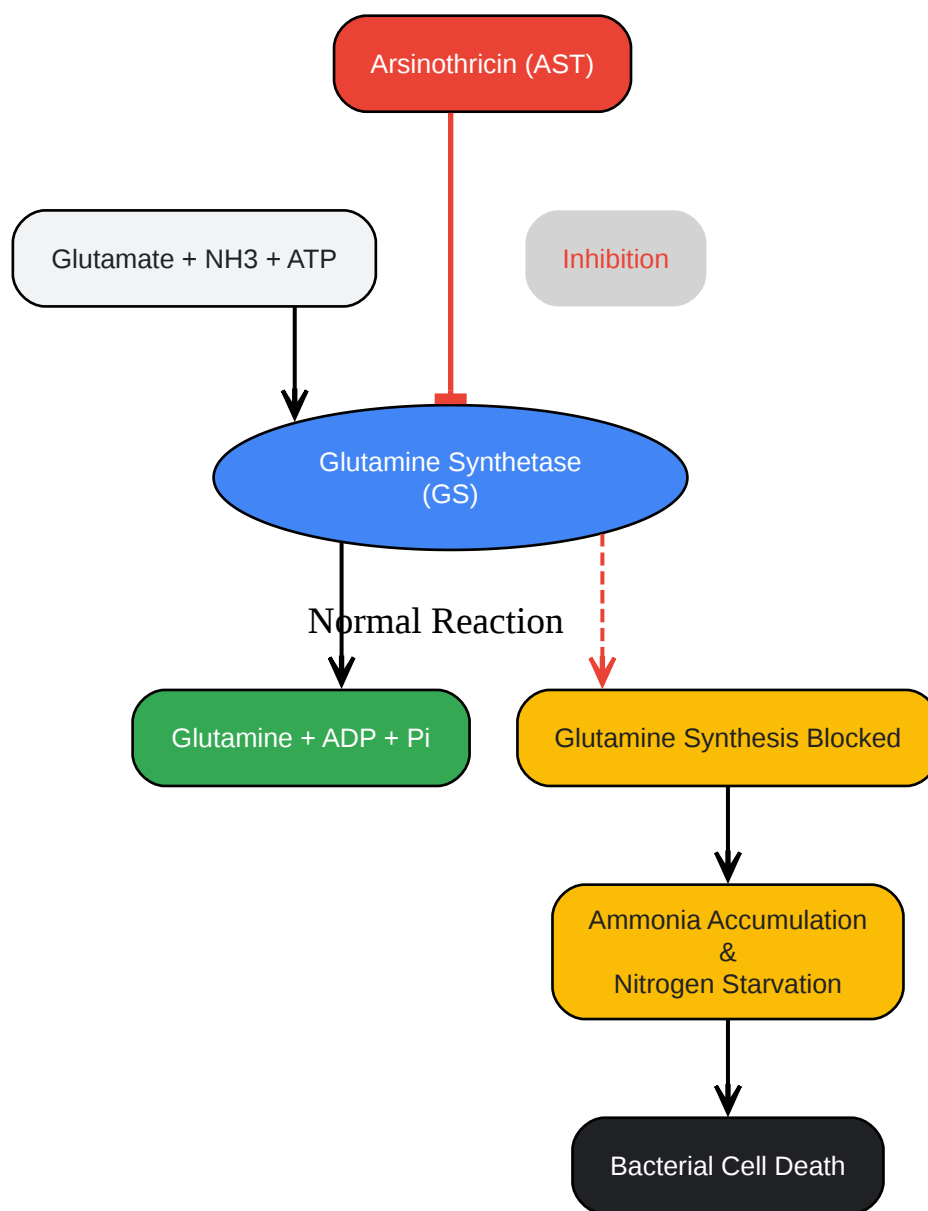 Arsinothricin (AST)
Glutamate + NH3 + ATP
Inhibition
Glutamine Synthetase
(GS)
Normal Reaction
Glutamine + ADP + Pi
Glutamine Synthesis Blocked
Ammonia Accumulation
&
Nitrogen Starvation
Bacterial Cell Death